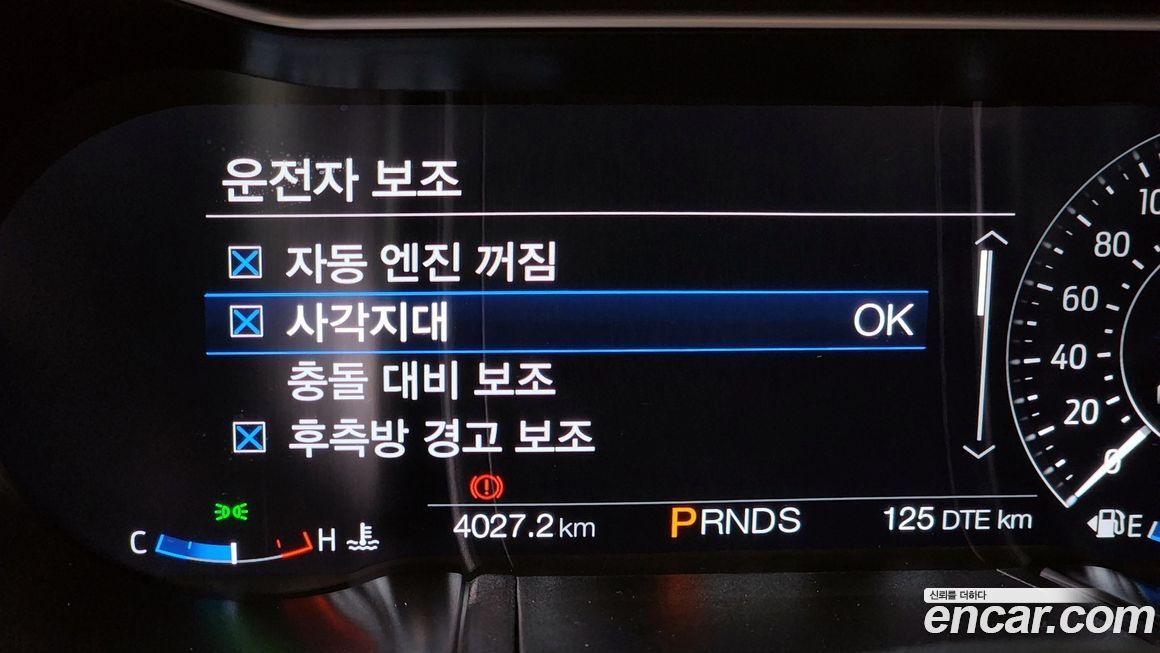 운전자 보조
자동 엔진 꺼짐
사각지대 OK
충돌 대비 보조
후측방 경고 보조
80
60
40
20
0
C H
4027.2 km PRNDS 125 DTE km E
신뢰를 더하다
encar.com